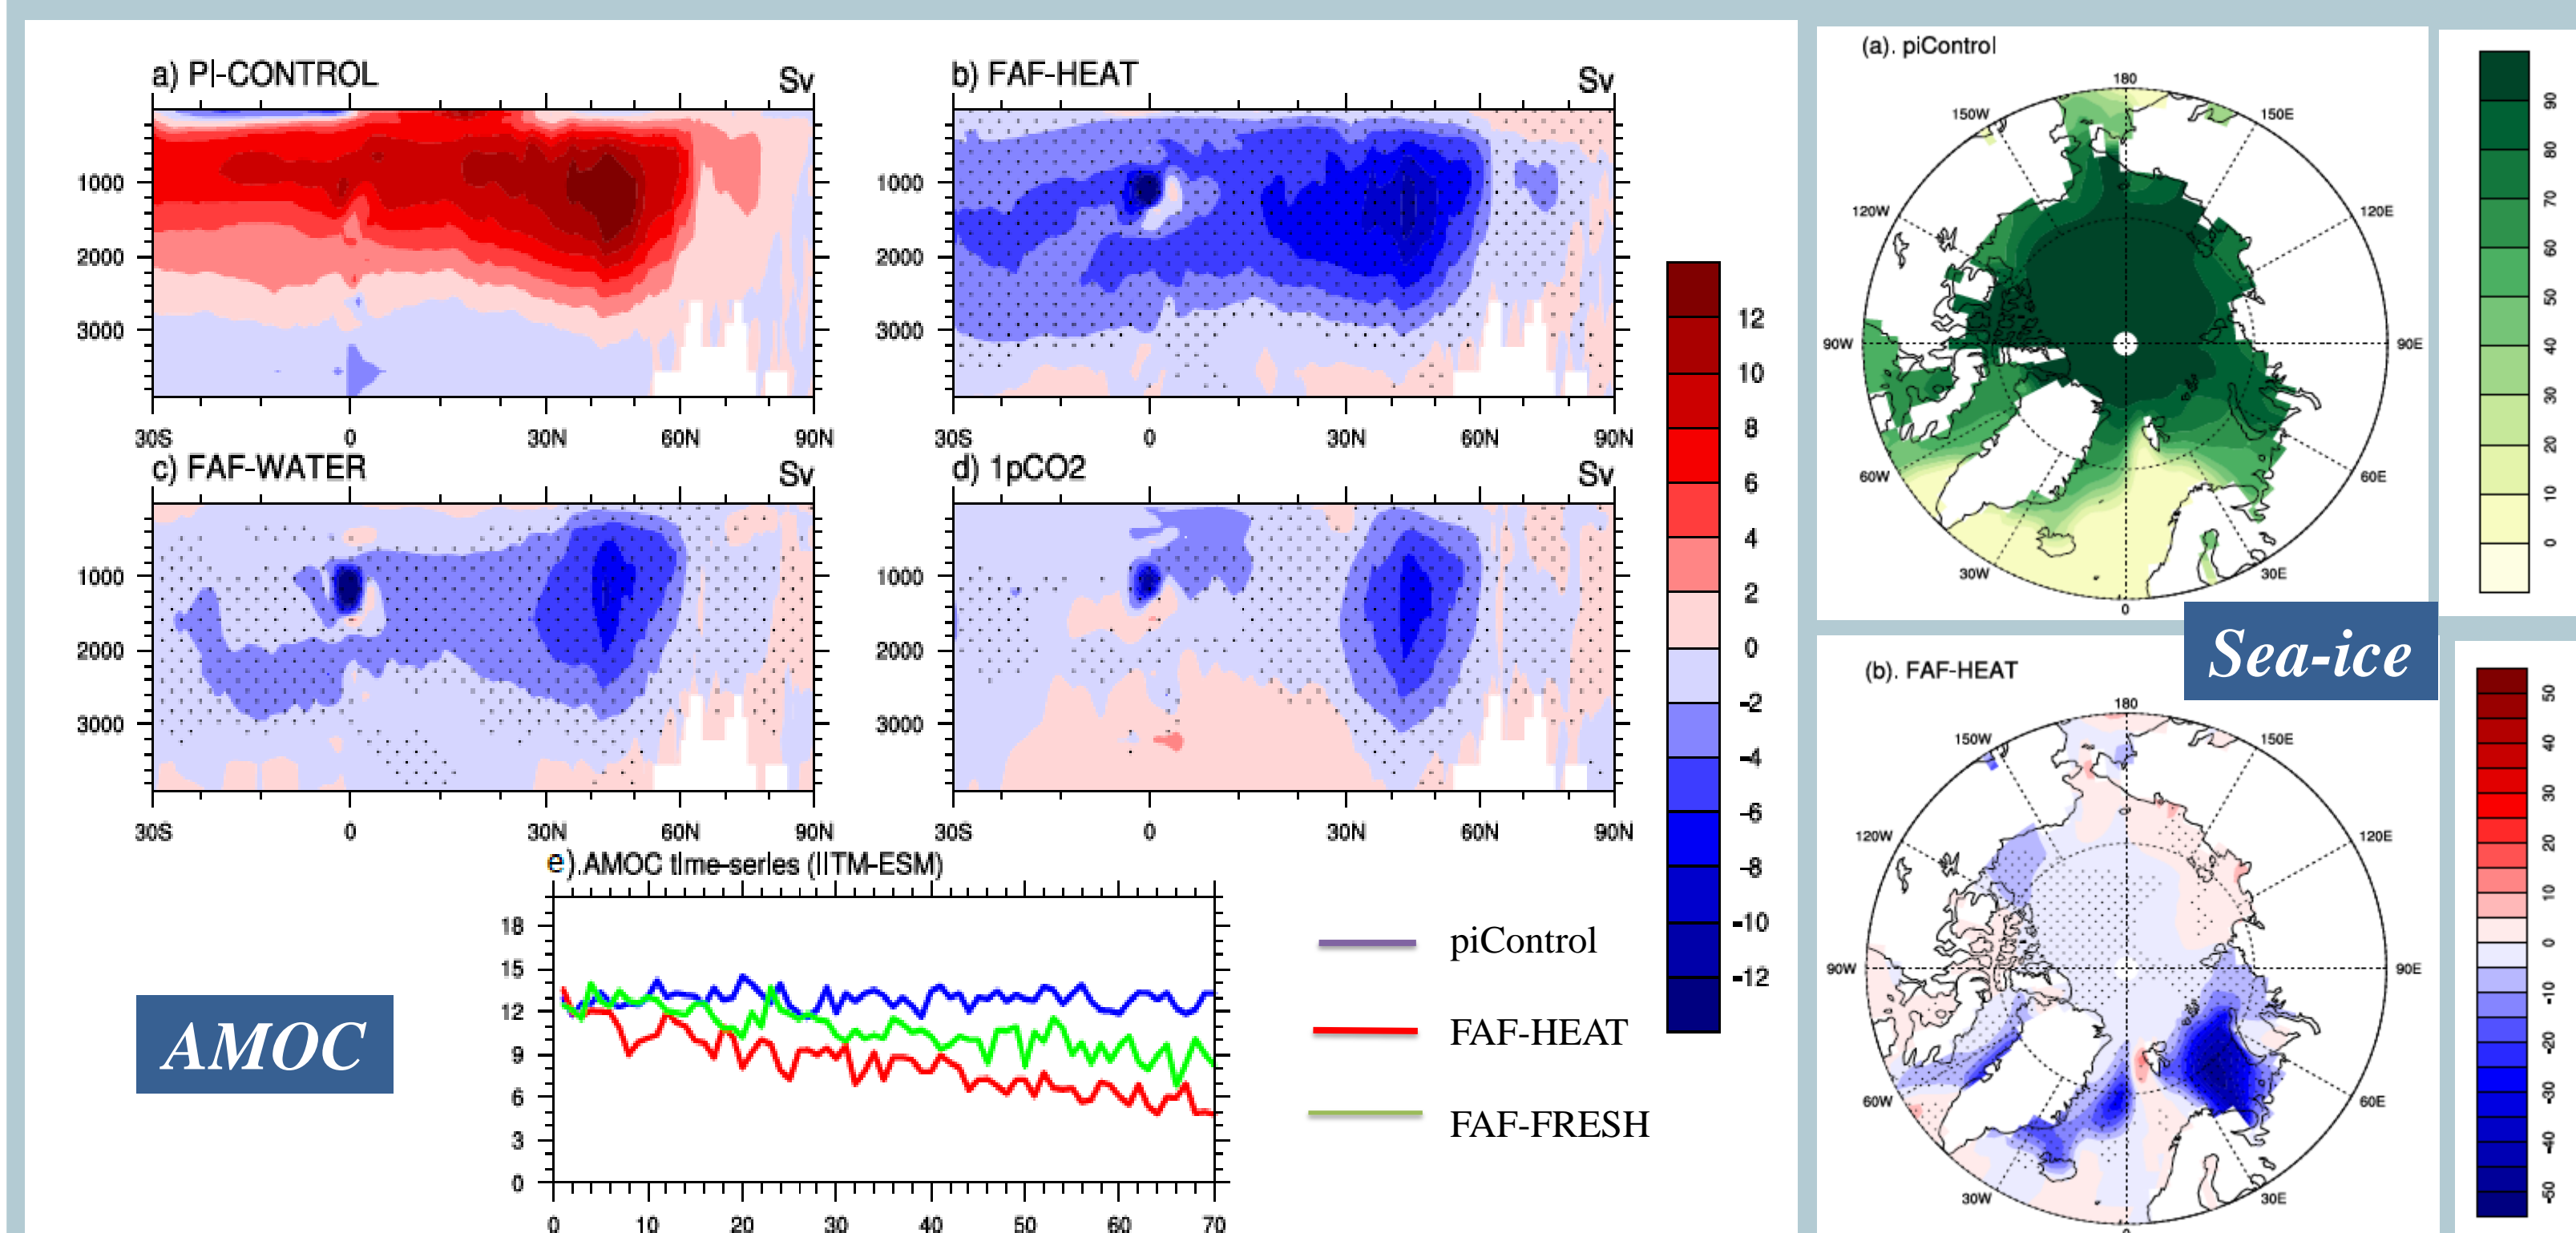 a) PI-CONTROL Sv
b) FAF-HEAT Sv
1000 2000 3000
30S 0 30N 60N 90N
1000 2000 3000
30S 0 30N 60N 90N
c) FAF-WATER Sv
d) 1pCO2 Sv
1000 2000 3000
30S 0 30N 60N 90N
1000 2000 3000
30S 0 30N 60N 90N
12
10
8
6
4
2
0
-2
-4
-6
-8
-10
-12
e).AMOC time-series (IITM-ESM)
18
15
12
9
6
3
0
0 10 20 30 40 50 60 70
AMOC
piControl
FAF-HEAT
FAF-FRESH
(a). piControl
180
150W 150E
120W 120E
90W 90E
60W 60E
30W 30E
0
90
80
70
60
50
40
30
20
10
0
Sea-ice
(b). FAF-HEAT
180
150W 150E
120W 120E
90W 90E
60W 60E
30W 30E
50
40
30
20
10
0
-10
-20
-30
-40
-50